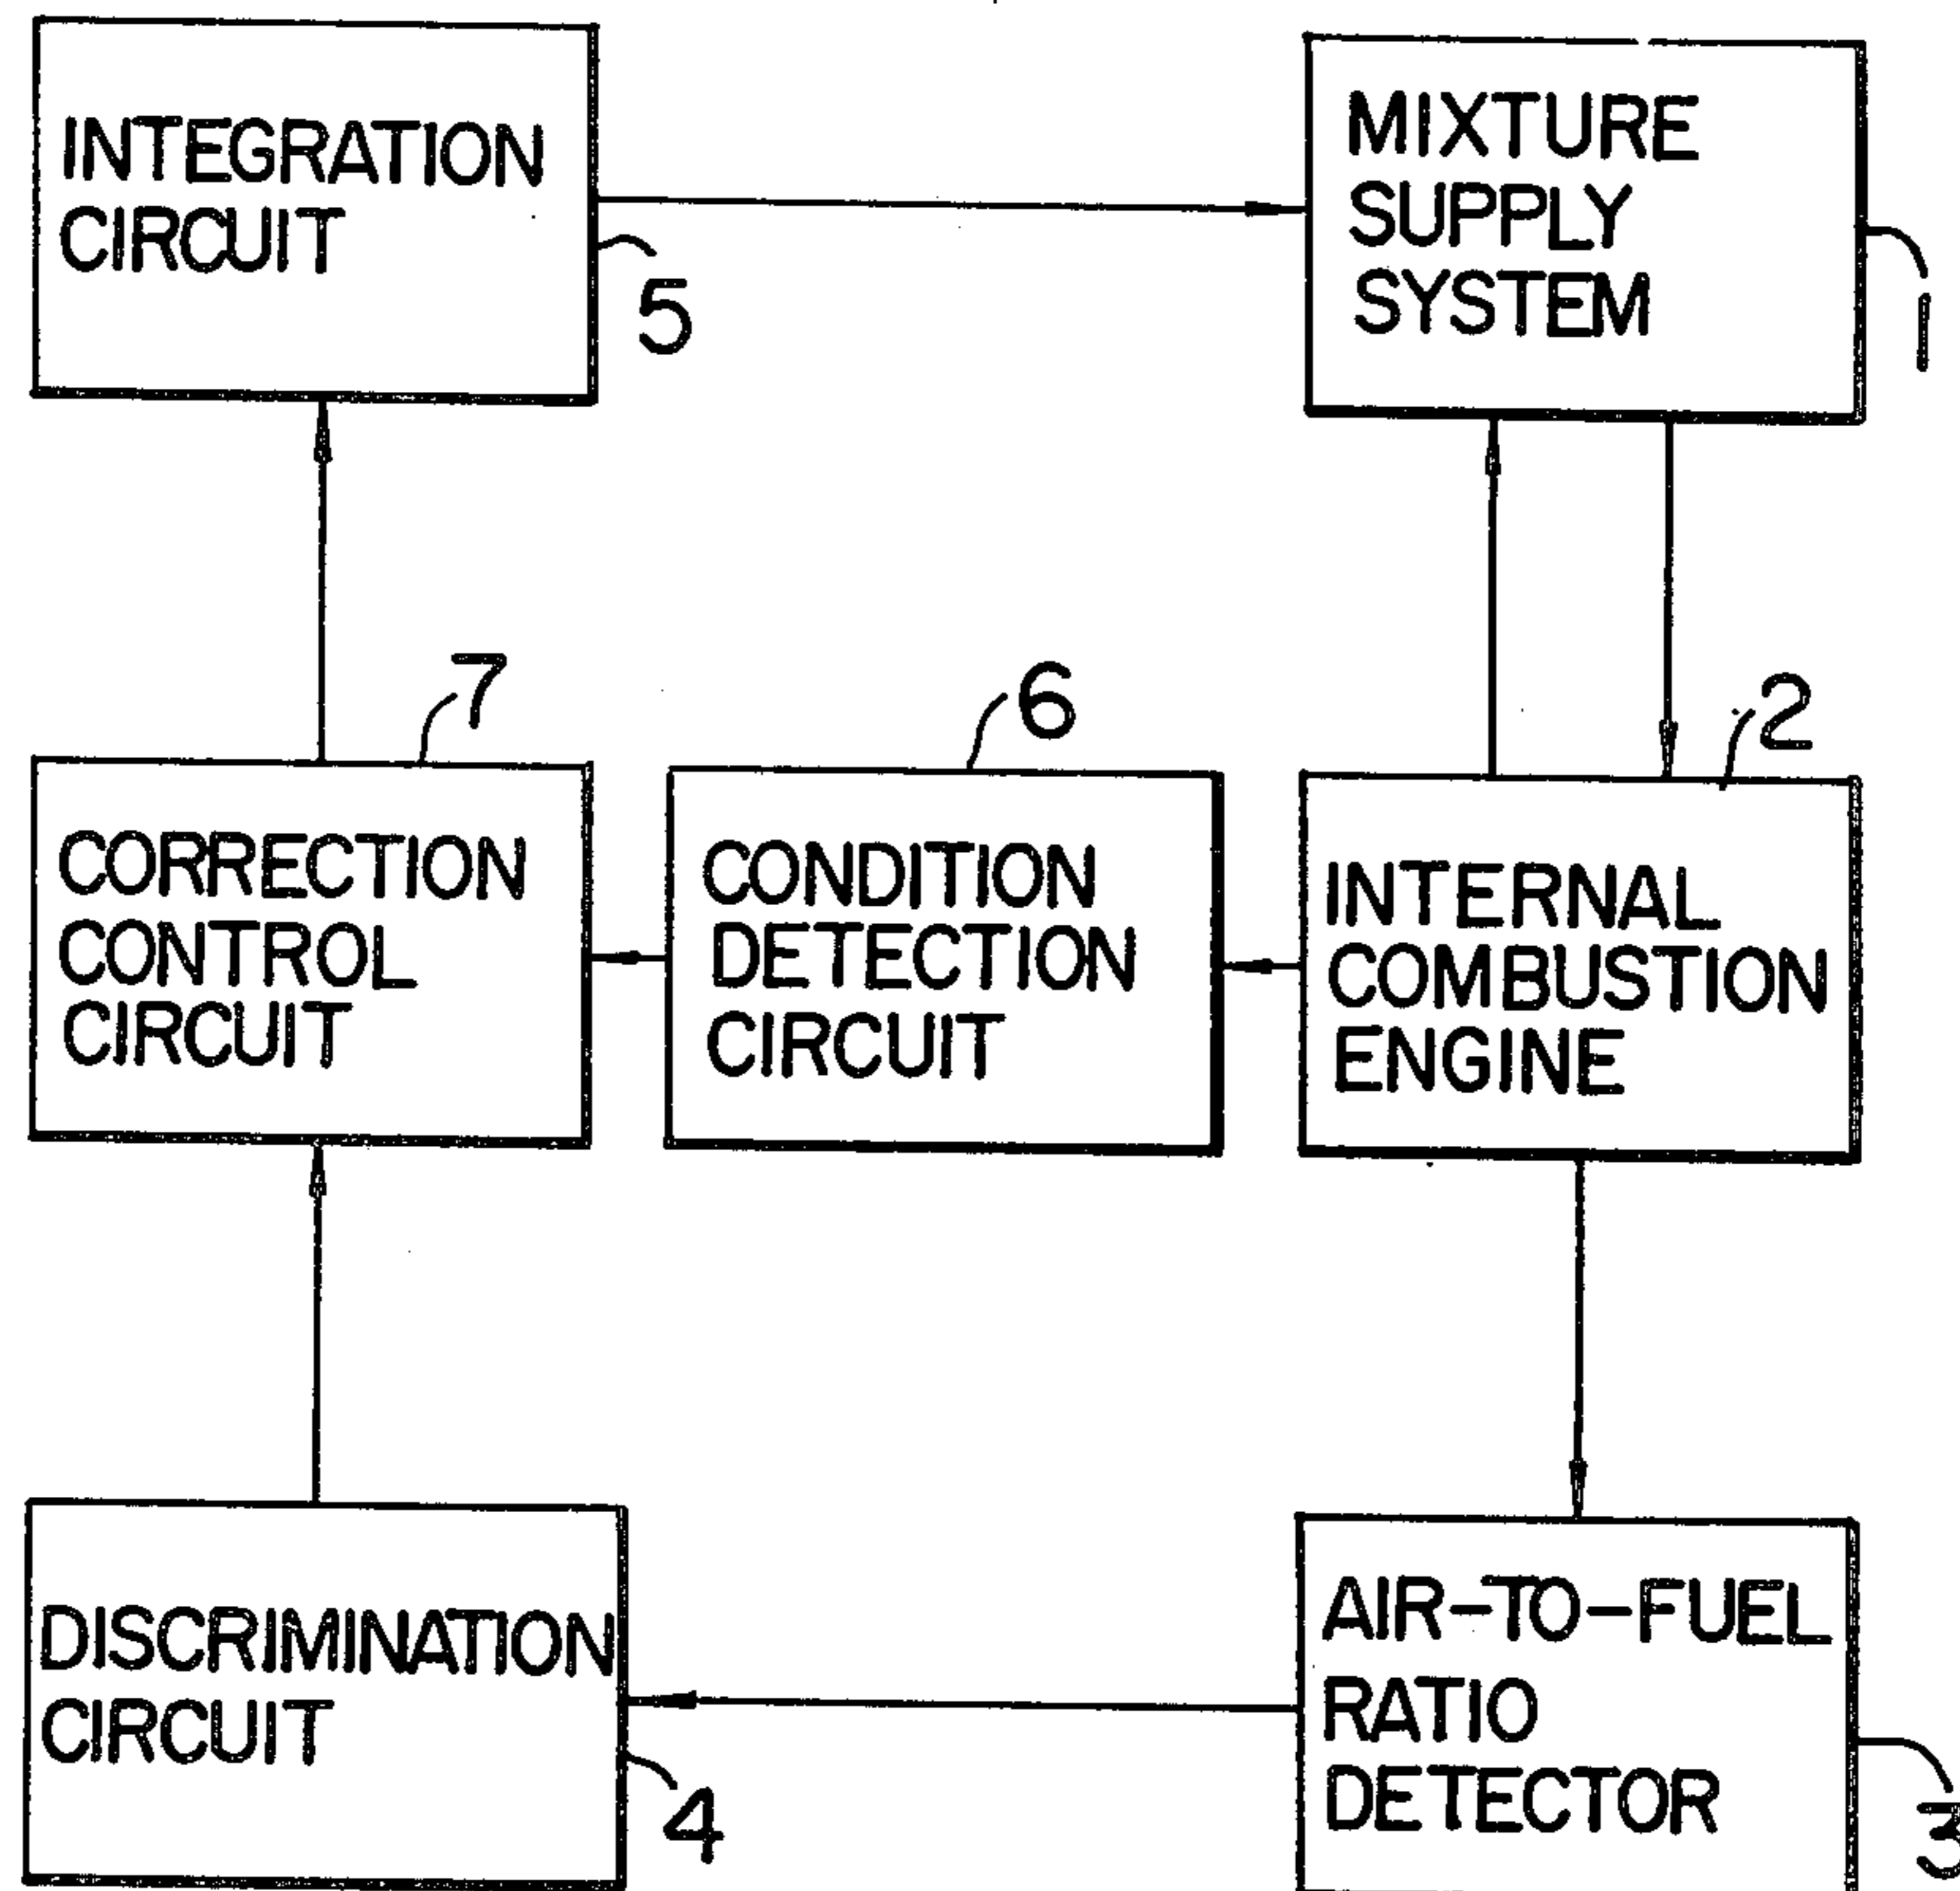 INTEGRATION
CIRCUIT
5
MIXTURE
SUPPLY
SYSTEM
1
7
CORRECTION
CONTROL
CIRCUIT
6
CONDITION
DETECTION
CIRCUIT
2
INTERNAL
COMBUSTION
ENGINE
DISCRIMINATION
CIRCUIT
4
AIR-TO-FUEL
RATIO
DETECTOR
3